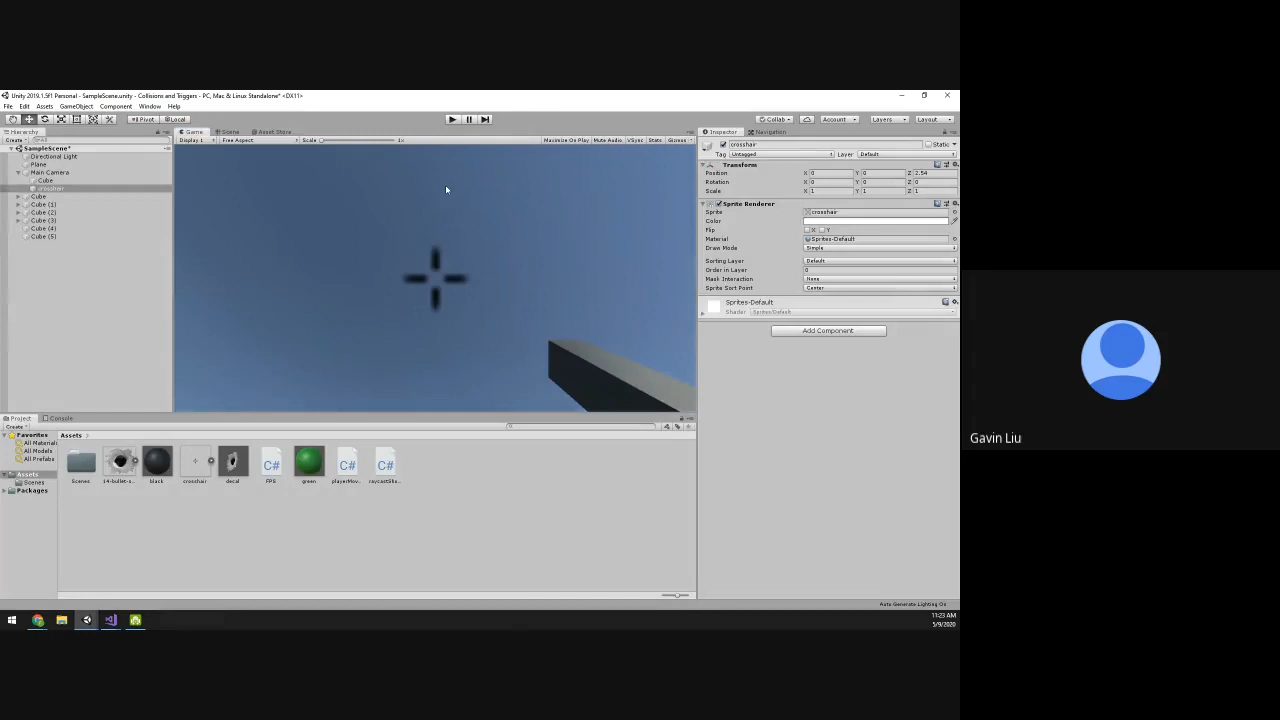 Unity 2019.1.5f1 Personal - SampleScene.unity - Collisions and Triggers - PC, Mac & Linux Standalone* <DX11>
File Edit Assets GameObject Component Window Help
Pivot Local Collab Account Layers Layout
Hierarchy Game Scene Asset Store Inspector Navigation
Create All Display 1 Free Aspect Scale 1x Maximize On Play Mute Audio VSync Stats Gizmos crosshair Static
SampleScene*
Tag Untagged Layer Default
Directional Light
Plane
Transform
Main Camera
Position X 0 Y 0 Z 2.54
Cube
Rotation X 0 Y 0 Z 0
crosshair
Scale X 1 Y 1 Z 1
Cube
Cube (1)
Cube (2)
Cube (3)
Cube (4)
Cube (5)
Sprite Renderer
Sprite crosshair
Color
Flip X Y
Material Sprites-Default
Draw Mode Simple
Sorting Layer Default
Order in Layer 0
Mask Interaction None
Sprite Sort Point Center
Sprites-Default
Shader Sprites/Default
Add Component
Project Console
Create
Favorites
All Material
All Models
All Prefabs
Assets
Scenes
Packages
Assets
C# C# C#
Scenes 14-bullet-s... black crosshair decal FPS green playerMov... raycastSho...
Auto Generate Lighting On
11:23 AM
5/9/2020
Gavin Liu